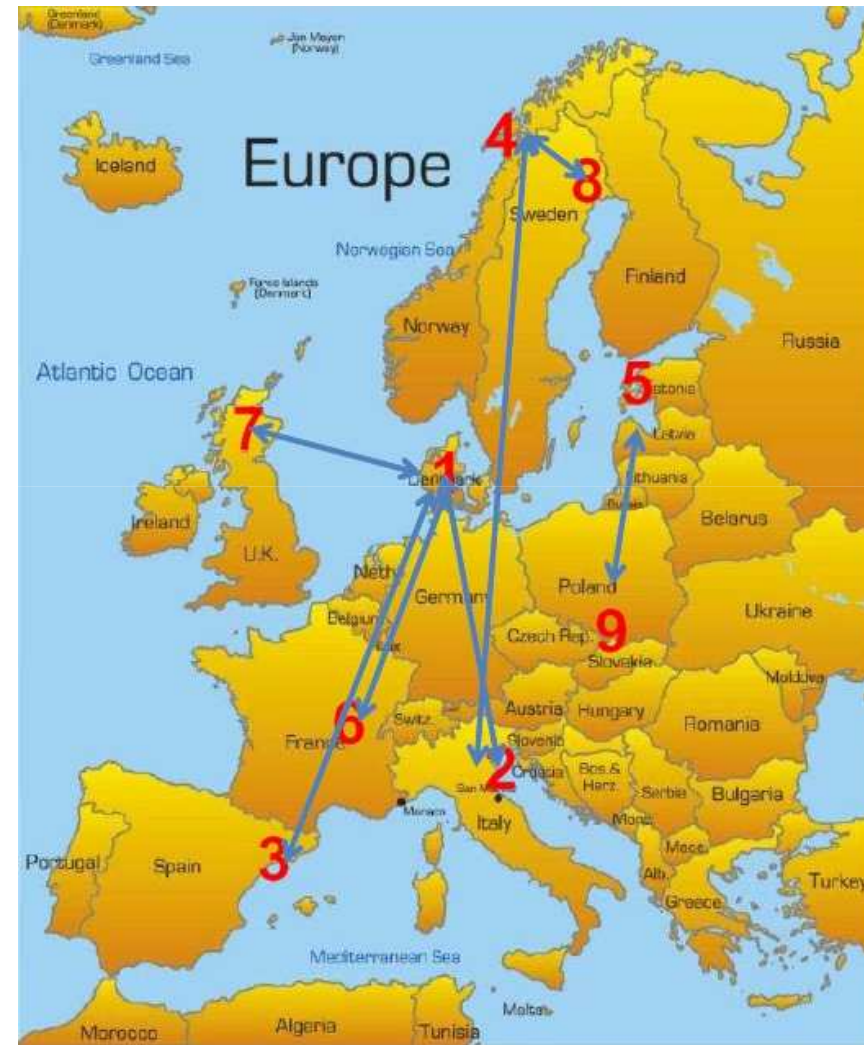 Greenland
(Denmark)
Jan Mayen
(Norway)
Greenland Sea
4
Iceland
Europe
8
Sweden
Norwegian Sea
Finland
Faroe Islands
(Denmark)
Norway
Russia
Atlantic Ocean
5
Estonia
7
Latvia
1
Denmark
Lithuania
Ireland
Belarus
U.K.
Neth.
Poland
Germany
Ukraine
Belgium
9
Czech Rep.
Slovakia
Moldova
6
Switz.
Austria
Hungary
France
Romania
Slovenia
2
Croatia
Bos.&
Herz.
Serbia
Bulgaria
Monaco
Italy
Mont.
3
Mace.
Portugal
Spain
Alb.
Turkey
Greece
Mediterranean Sea
Malta
Morocco
Algeria
Tunisia